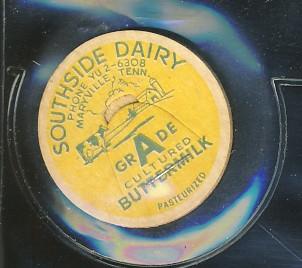 SOUTHSIDE DAIRY
PHONE YU 2-6308
MARYVILLE, TENN.
GRADE
CULTURED
BUTTERMILK
PASTEURIZED